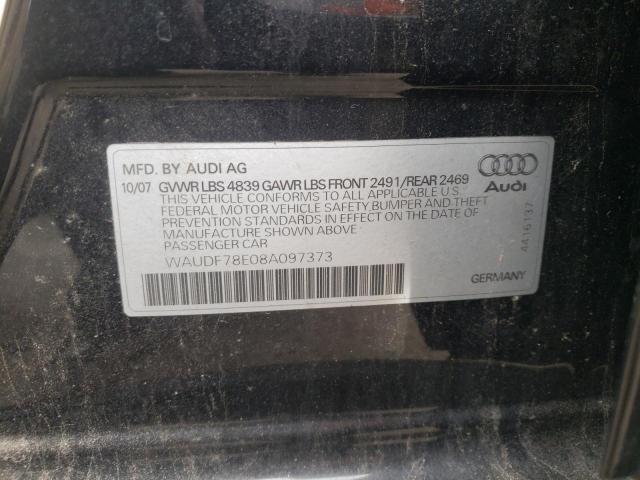 MFD. BY AUDI AG
10/07 GVWR LBS 4839 GAWR LBS FRONT 2491/REAR 2469
THIS VEHICLE CONFORMS TO ALL APPLICABLE U.S.
FEDERAL MOTOR VEHICLE SAFETY BUMPER AND THEFT
PREVENTION STANDARDS IN EFFECT ON THE DATE OF
MANUFACTURE SHOWN ABOVE
PASSENGER CAR
WAUDF78E08A097373
Audi
4416137
GERMANY